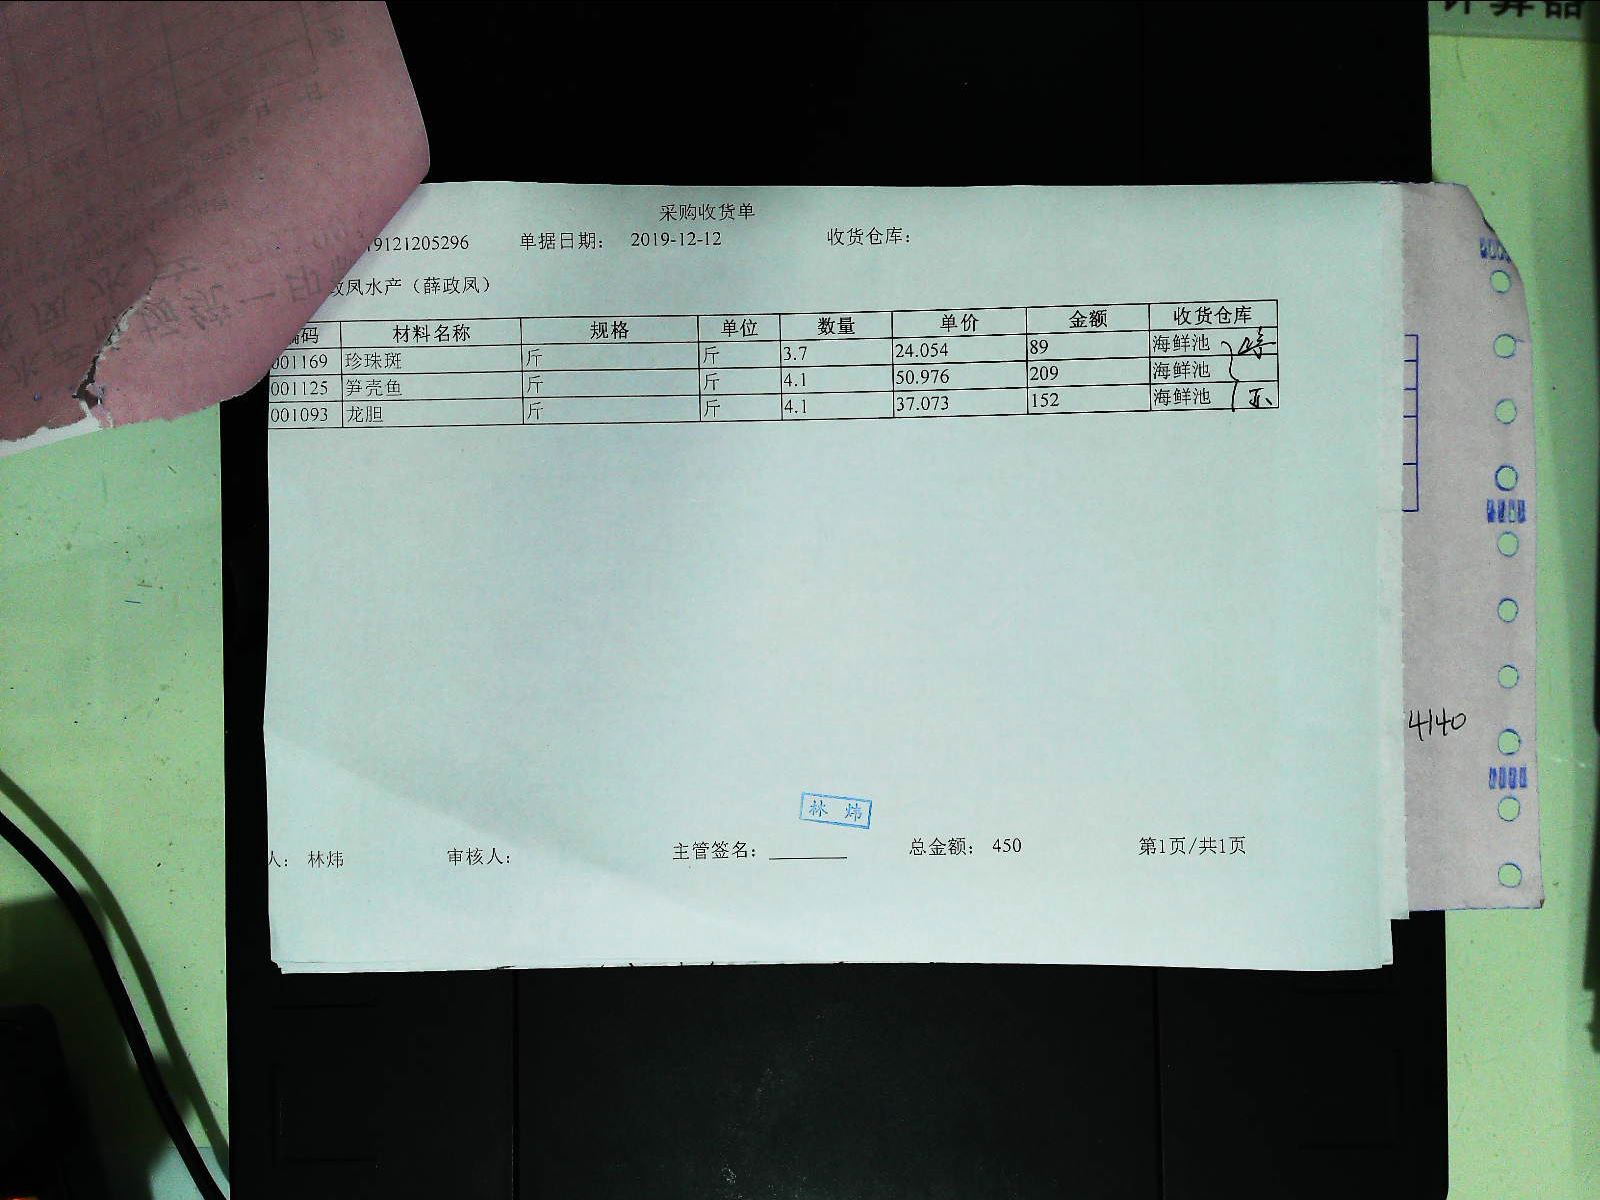 计算器
采购收货单
9121205296 单据日期： 2019-12-12 收货仓库：
凤水产（薛政凤）
编码 材料名称 规格 单位 数量 单价 金额 收货仓库
001169 珍珠斑 斤 斤 3.7 24.054 89 海鲜池
001125 笋壳鱼 斤 斤 4.1 50.976 209 海鲜池
001093 龙胆 斤 斤 4.1 37.073 152 海鲜池
4140
林炜
人： 林炜 审核人： 主管签名： 总金额： 450 第1页/共1页